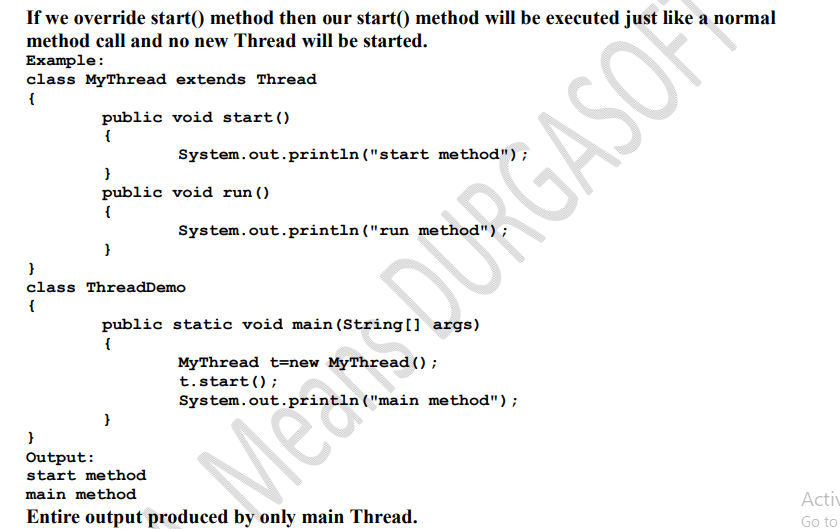 If we override start() method then our start() method will be executed just like a normal
method call and no new Thread will be started.
Example:
class MyThread extends Thread
{
public void start()
{
System.out.println("start method");
}
public void run()
{
System.out.println("run method");
}
}
class ThreadDemo
{
public static void main(String[] args)
{
MyThread t=new MyThread();
t.start();
System.out.println("main method");
}
}
Output:
start method
main method
Entire output produced by only main Thread.
Means DURGASOFT
Activ
Go to